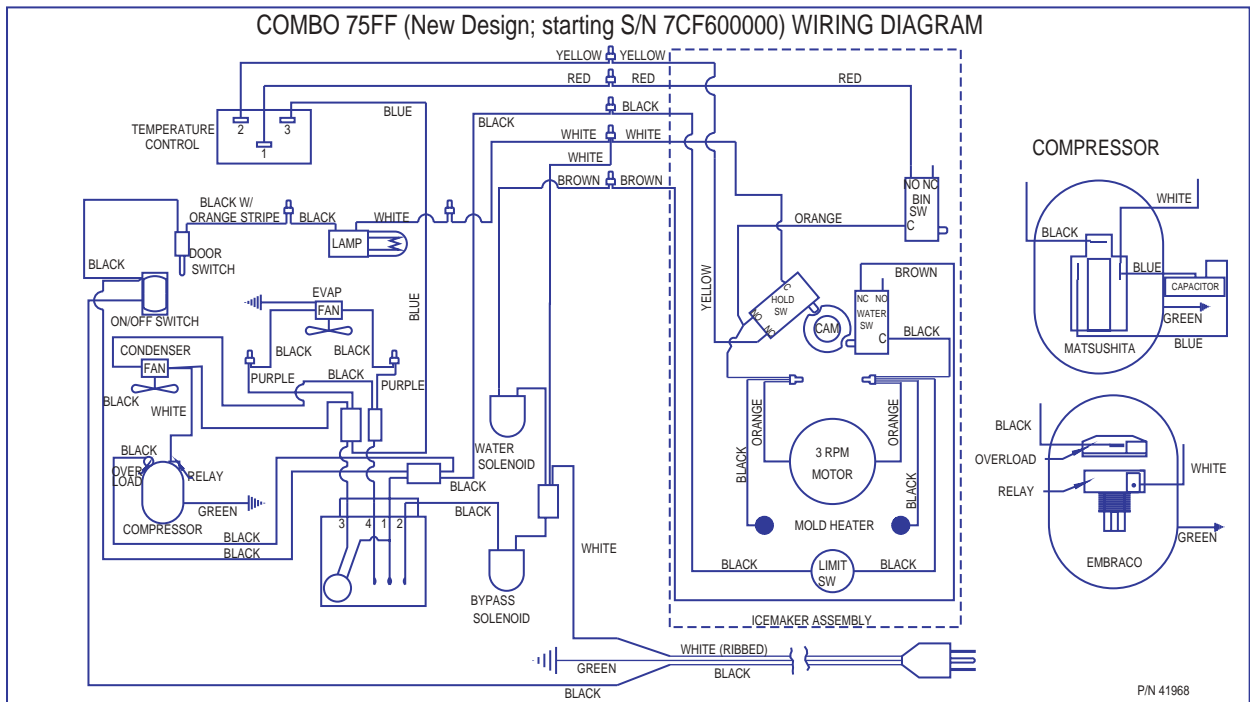 COMBO 75FF (New Design; starting S/N 7CF600000) WIRING DIAGRAM
YELLOW YELLOW
RED RED RED
BLUE
BLACK
BLACK
TEMPERATURE
CONTROL
2 3
1
WHITE WHITE
WHITE
BROWN BROWN
BLACK W/
ORANGE STRIPE
BLACK
WHITE
LAMP
DOOR
SWITCH
BLACK
ON/OFF SWITCH
EVAP
FAN
BLUE
BLACK BLACK
CONDENSER
FAN
PURPLE
BLACK
PURPLE
BLACK
WHITE
BLACK
OVER
LOAD
RELAY
GREEN
COMPRESSOR
BLACK
BLACK
3 4 1 2
WATER
SOLENOID
BLACK
BLACK
BYPASS
SOLENOID
WHITE
NO NC
BIN
SW
C
ORANGE
YELLOW
C
HOLD
SW
NC
NO
CAM
BROWN
NC NO
WATER
SW
C
BLACK
BLACK
ORANGE
3 RPM
MOTOR
ORANGE
BLACK
MOLD HEATER
BLACK
LIMIT
SW
BLACK
ICEMAKER ASSEMBLY
WHITE (RIBBED)
GREEN
BLACK
BLACK
COMPRESSOR
WHITE
BLACK
BLUE
CAPACITOR
GREEN
MATSUSHITA
BLUE
BLACK
OVERLOAD
WHITE
RELAY
GREEN
EMBRACO
P/N 41968